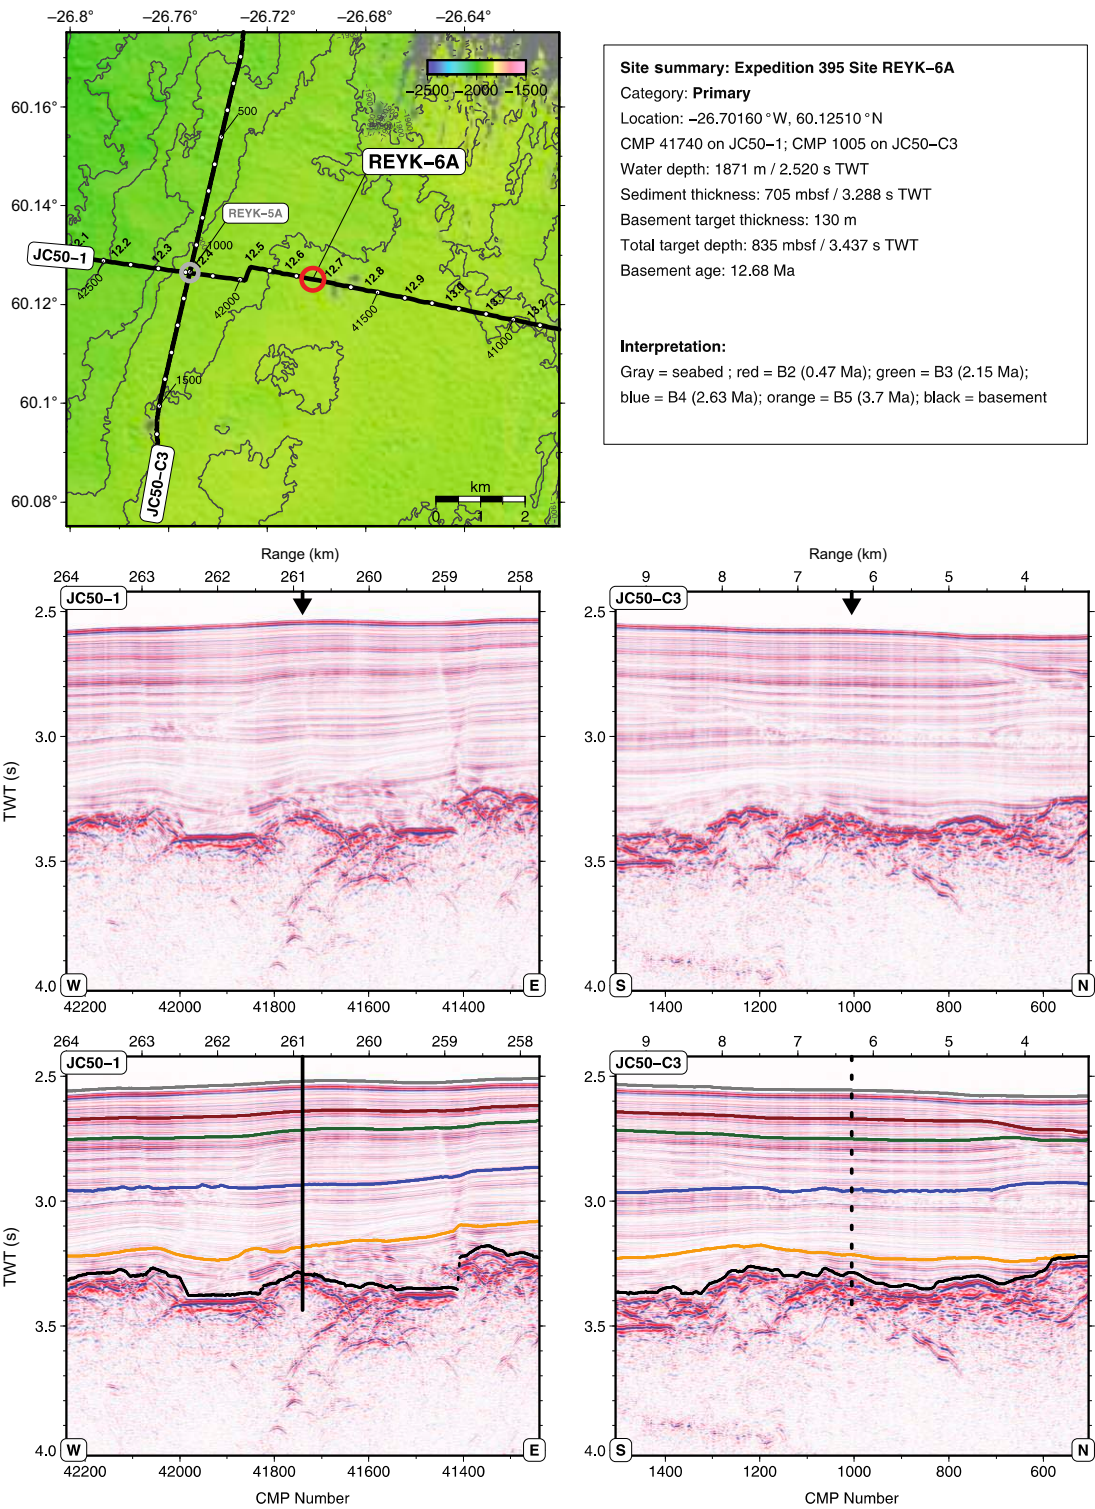 −26.8° −26.76° −26.72° −26.68° −26.64°
60.16°
60.14°
60.12°
60.1°
60.08°
−2500 −2000 −1500
500
1000
1500
REYK−6A
REYK−5A
JC50−1
JC50−C3
12.1 12.2 12.3 12.4 12.5 12.6 12.7 12.8 12.9 13.0 13.1 13.2
42500 42000 41500 41000
km
0 1 2
Site summary: Expedition 395 Site REYK−6A
Category: Primary
Location: −26.70160 °W, 60.12510 °N
CMP 41740 on JC50−1; CMP 1005 on JC50−C3
Water depth: 1871 m / 2.520 s TWT
Sediment thickness: 705 mbsf / 3.288 s TWT
Basement target thickness: 130 m
Total target depth: 835 mbsf / 3.437 s TWT
Basement age: 12.68 Ma
Interpretation:
Gray = seabed ; red = B2 (0.47 Ma); green = B3 (2.15 Ma);
blue = B4 (2.63 Ma); orange = B5 (3.7 Ma); black = basement
Range (km)
264 263 262 261 260 259 258
JC50−1
2.5
3.0
3.5
4.0
TWT (s)
W E
42200 42000 41800 41600 41400
Range (km)
9 8 7 6 5 4
JC50−C3
S N
1400 1200 1000 800 600
264 263 262 261 260 259 258
JC50−1
2.5
3.0
3.5
4.0
TWT (s)
W E
42200 42000 41800 41600 41400
CMP Number
9 8 7 6 5 4
JC50−C3
2.5
3.0
3.5
4.0
S N
1400 1200 1000 800 600
CMP Number